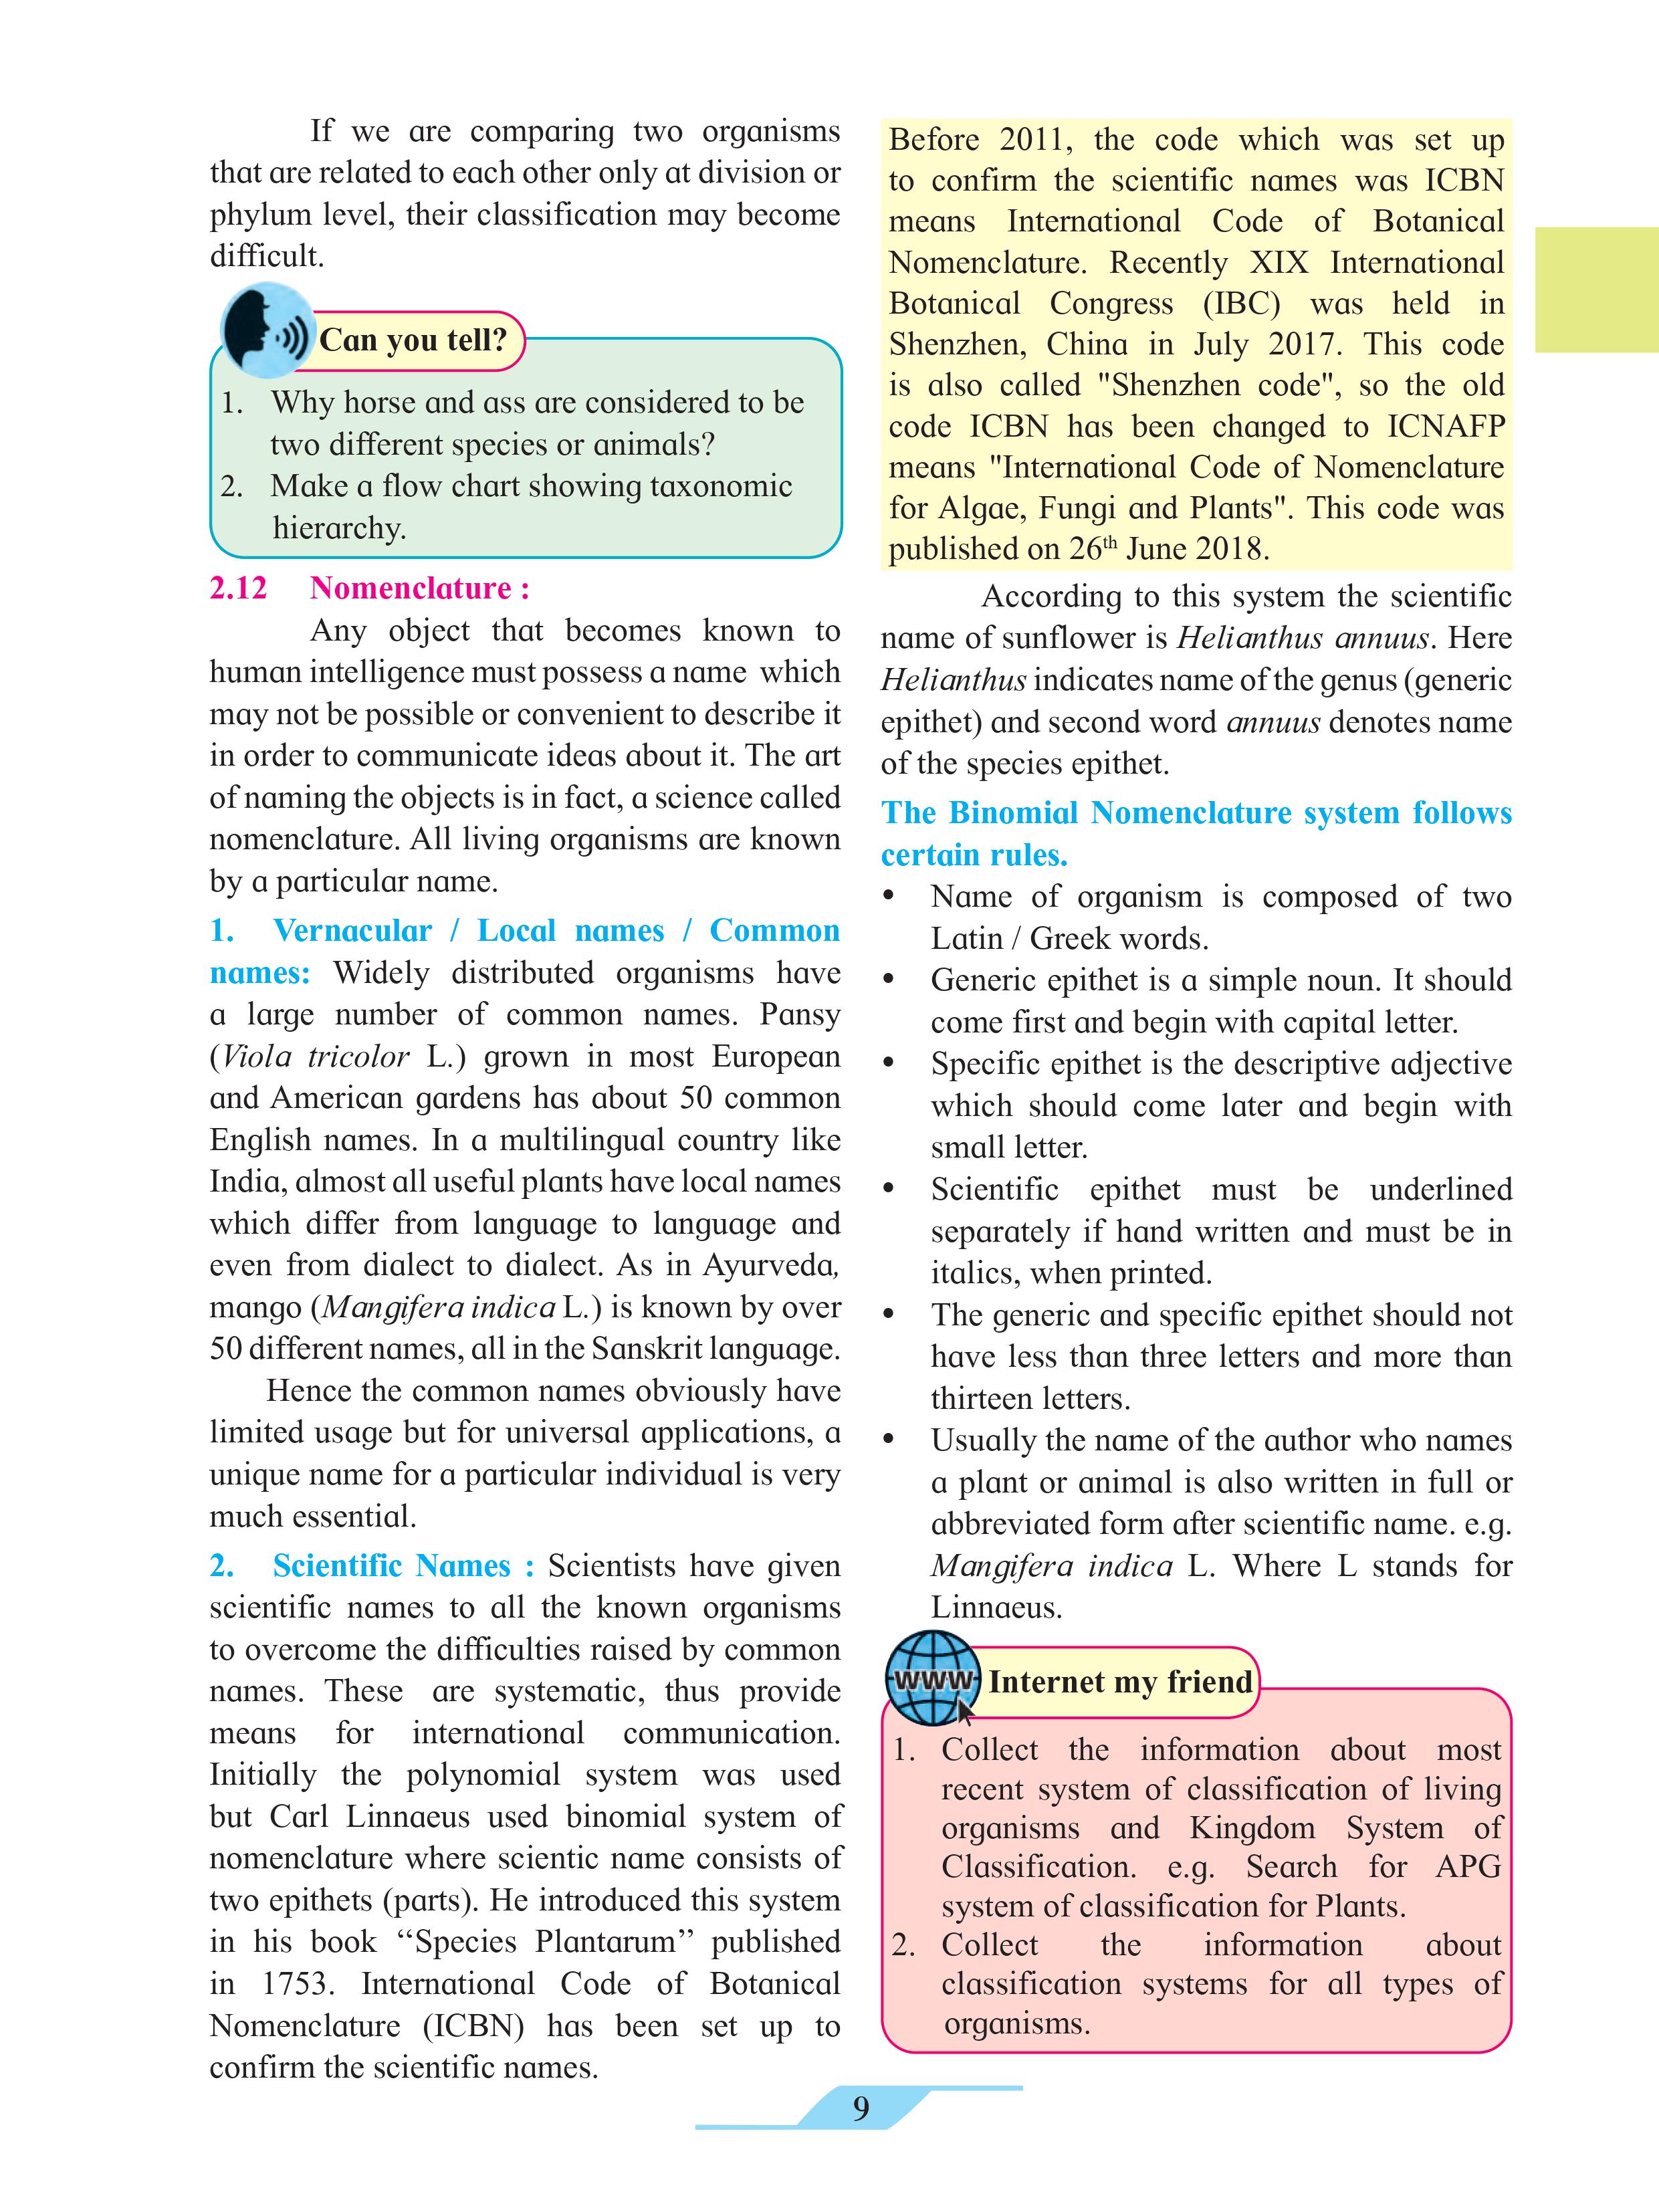 If we are comparing two organisms
that are related to each other only at division or
phylum level, their classification may become
difficult.
Can you tell?
1. Why horse and ass are considered to be
two different species or animals?
2. Make a flow chart showing taxonomic
hierarchy.
2.12 Nomenclature :
Any object that becomes known to
human intelligence must possess a name which
may not be possible or convenient to describe it
in order to communicate ideas about it. The art
of naming the objects is in fact, a science called
nomenclature. All living organisms are known
by a particular name.
1. Vernacular / Local names / Common
names: Widely distributed organisms have
a large number of common names. Pansy
(Viola tricolor L.) grown in most European
and American gardens has about 50 common
English names. In a multilingual country like
India, almost all useful plants have local names
which differ from language to language and
even from dialect to dialect. As in Ayurveda,
mango (Mangifera indica L.) is known by over
50 different names, all in the Sanskrit language.
Hence the common names obviously have
limited usage but for universal applications, a
unique name for a particular individual is very
much essential.
2. Scientific Names : Scientists have given
scientific names to all the known organisms
to overcome the difficulties raised by common
names. These are systematic, thus provide
means for international communication.
Initially the polynomial system was used
but Carl Linnaeus used binomial system of
nomenclature where scientic name consists of
two epithets (parts). He introduced this system
in his book ‘‘Species Plantarum’’ published
in 1753. International Code of Botanical
Nomenclature (ICBN) has been set up to
confirm the scientific names.
Before 2011, the code which was set up
to confirm the scientific names was ICBN
means International Code of Botanical
Nomenclature. Recently XIX International
Botanical Congress (IBC) was held in
Shenzhen, China in July 2017. This code
is also called "Shenzhen code", so the old
code ICBN has been changed to ICNAFP
means "International Code of Nomenclature
for Algae, Fungi and Plants". This code was
published on 26th June 2018.
According to this system the scientific
name of sunflower is Helianthus annuus. Here
Helianthus indicates name of the genus (generic
epithet) and second word annuus denotes name
of the species epithet.
The Binomial Nomenclature system follows
certain rules.
• Name of organism is composed of two
Latin / Greek words.
• Generic epithet is a simple noun. It should
come first and begin with capital letter.
• Specific epithet is the descriptive adjective
which should come later and begin with
small letter.
• Scientific epithet must be underlined
separately if hand written and must be in
italics, when printed.
• The generic and specific epithet should not
have less than three letters and more than
thirteen letters.
• Usually the name of the author who names
a plant or animal is also written in full or
abbreviated form after scientific name. e.g.
Mangifera indica L. Where L stands for
Linnaeus.
WWW Internet my friend
1. Collect the information about most
recent system of classification of living
organisms and Kingdom System of
Classification. e.g. Search for APG
system of classification for Plants.
2. Collect the information about
classification systems for all types of
organisms.
9